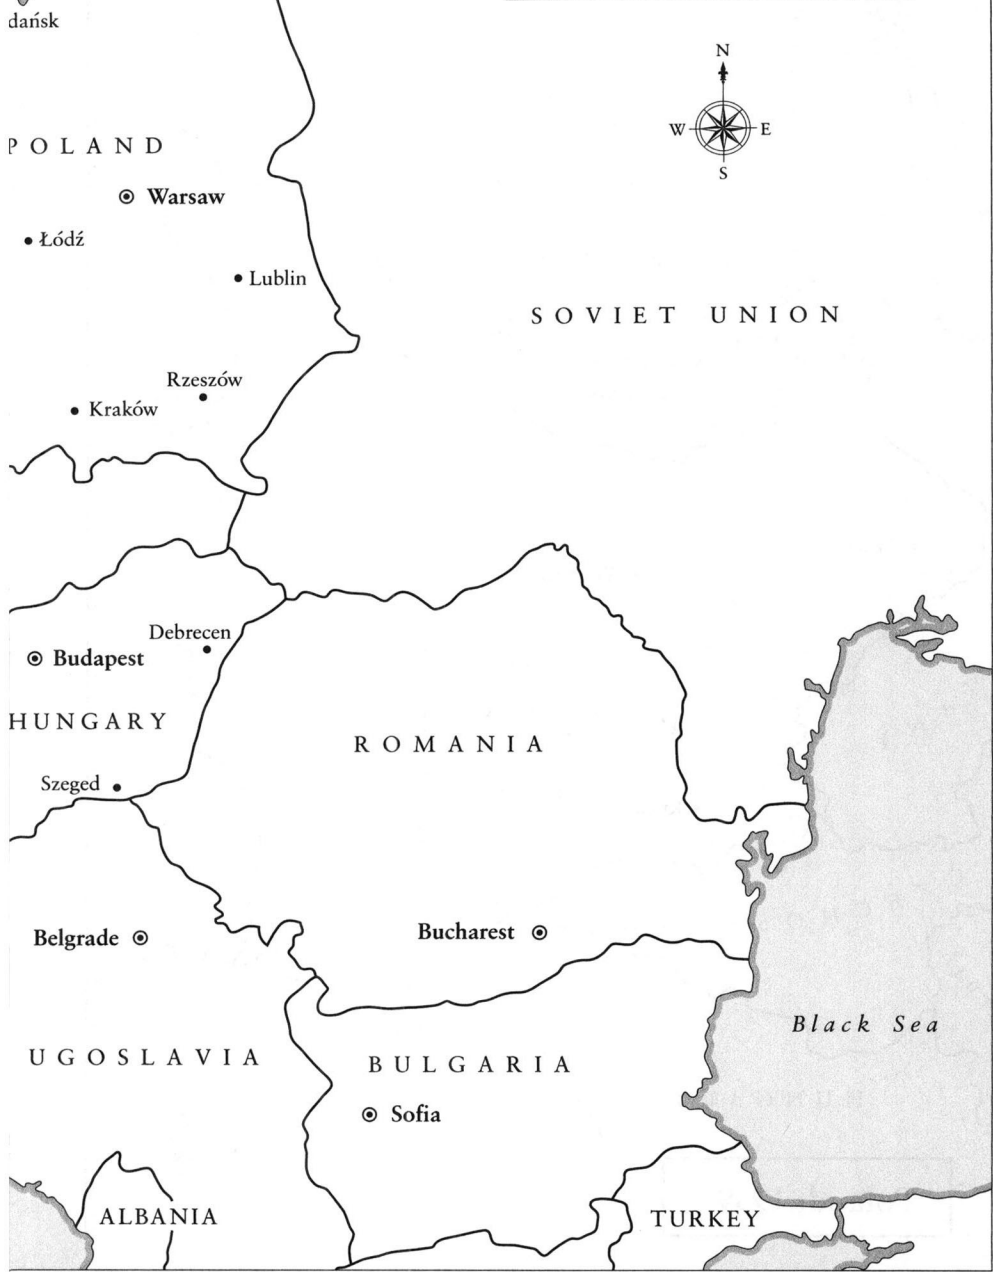 dańsk
N
W E
S
POLAND
Warsaw
Łódź
Lublin
SOVIET UNION
Rzeszów
Kraków
Debrecen
Budapest
HUNGARY
ROMANIA
Szeged
Belgrade
Bucharest
Black Sea
UGOSLAVIA
BULGARIA
Sofia
ALBANIA
TURKEY